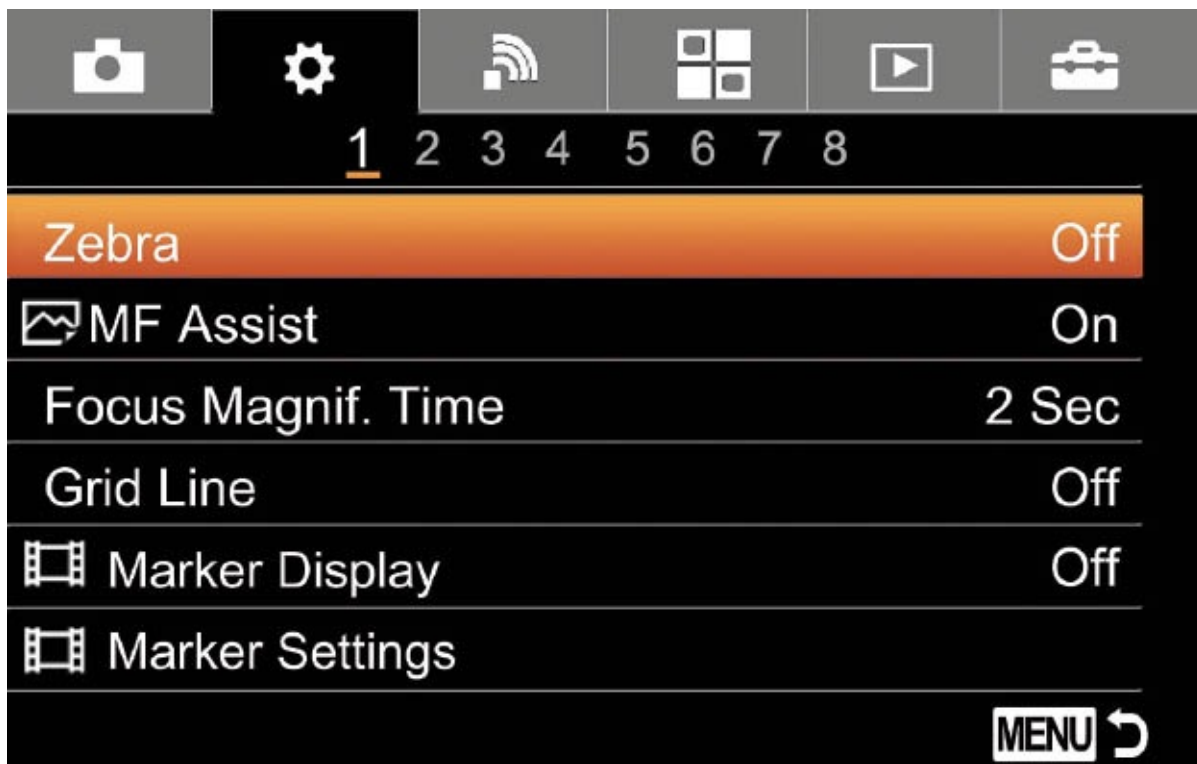 1 2 3 4 5 6 7 8
Zebra Off
MF Assist On
Focus Magnif. Time 2 Sec
Grid Line Off
Marker Display Off
Marker Settings
MENU